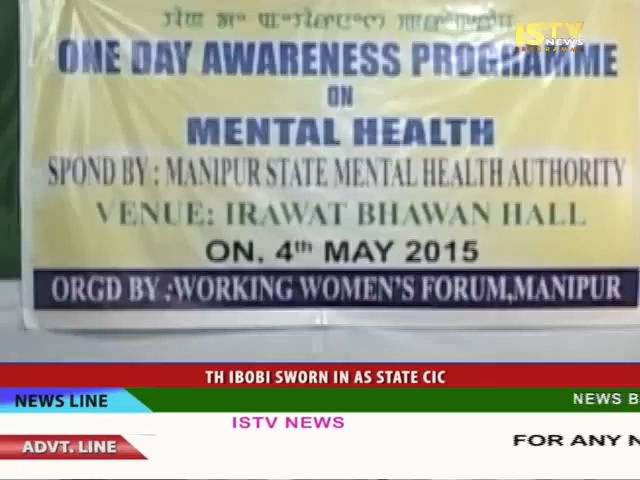 ISTV
NEWS
PROGRAMME
ONE DAY AWARENESS PROGRAMME
ON
MENTAL HEALTH
SPOND BY : MANIPUR STATE MENTAL HEALTH AUTHORITY
VENUE: IRAWAT BHAWAN HALL
ON. 4th MAY 2015
ORGD BY :WORKING WOMEN'S FORUM,MANIPUR
TH IBOBI SWORN IN AS STATE CIC
NEWS LINE
NEWS B
ISTV NEWS
ADVT. LINE
FOR ANY N